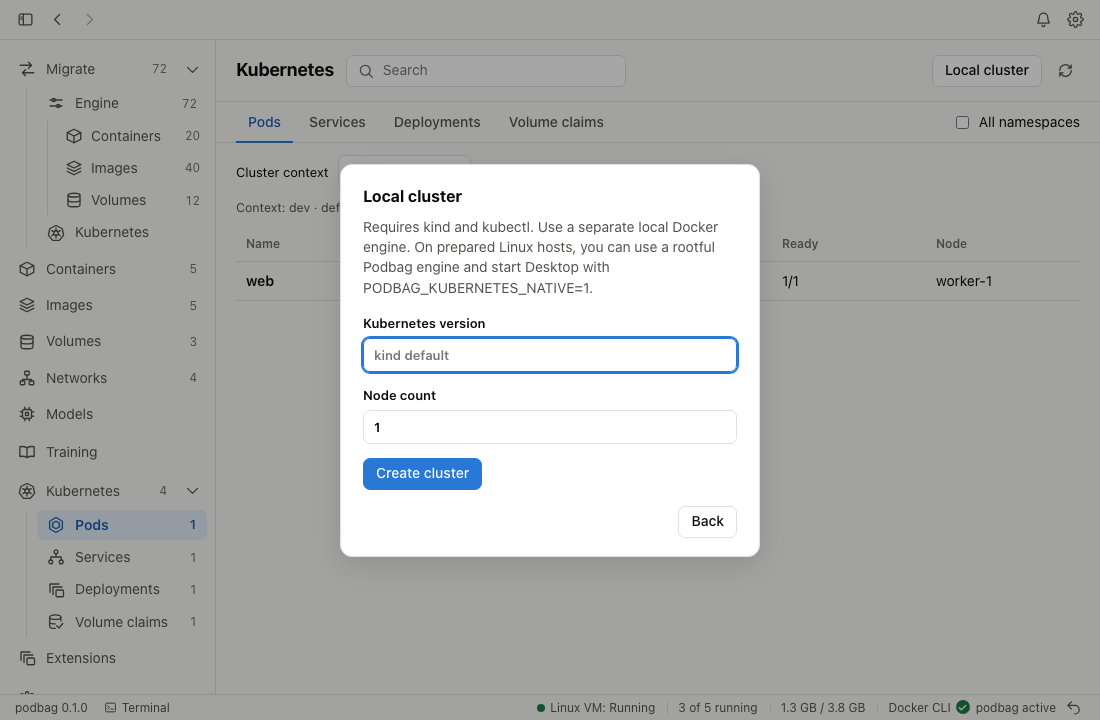 Migrate 72
Engine 72
Containers 20
Images 40
Volumes 12
Kubernetes
Containers 5
Images 5
Volumes 3
Networks 4
Models
Training
Kubernetes 4
Pods 1
Services 1
Deployments 1
Volume claims 1
Extensions
Kubernetes
Search
Local cluster
Pods Services Deployments Volume claims
All namespaces
Cluster context
Context: dev · def
Name Ready Node
web 1/1 worker-1
Local cluster
Requires kind and kubectl. Use a separate local Docker
engine. On prepared Linux hosts, you can use a rootful
Podbag engine and start Desktop with
PODBAG_KUBERNETES_NATIVE=1.
Kubernetes version
kind default
Node count
1
Create cluster
Back
podbag 0.1.0 Terminal Linux VM: Running 3 of 5 running 1.3 GB / 3.8 GB Docker CLI podbag active